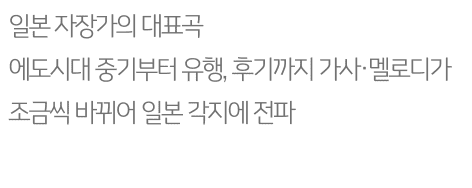 일본 자장가의 대표곡
에도시대 중기부터 유행, 후기까지 가사·멜로디가
조금씩 바뀌어 일본 각지에 전파